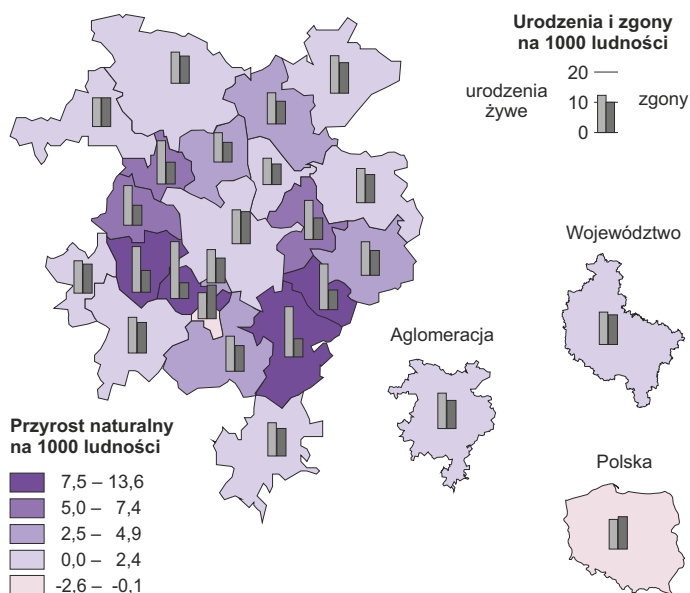 Urodzenia i zgony
na 1000 ludności
20
urodzenia
żywe
10
zgony
0
Województwo
Aglomeracja
Polska
Przyrost naturalny
na 1000 ludności
7,5 – 13,6
5,0 – 7,4
2,5 – 4,9
0,0 – 2,4
-2,6 – -0,1